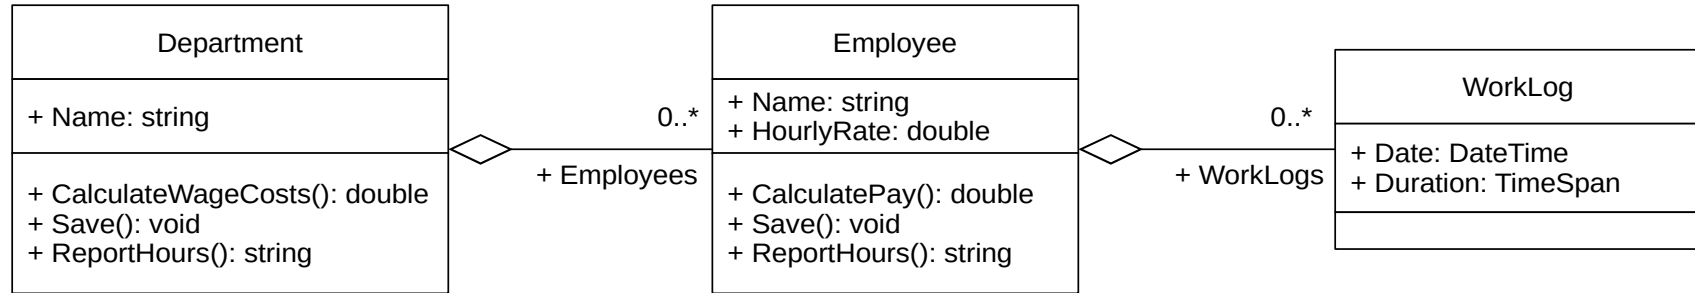 Department
+ Name: string
+ CalculateWageCosts(): double
+ Save(): void
+ ReportHours(): string
0..*
+ Employees
Employee
+ Name: string
+ HourlyRate: double
+ CalculatePay(): double
+ Save(): void
+ ReportHours(): string
0..*
+ WorkLogs
WorkLog
+ Date: DateTime
+ Duration: TimeSpan